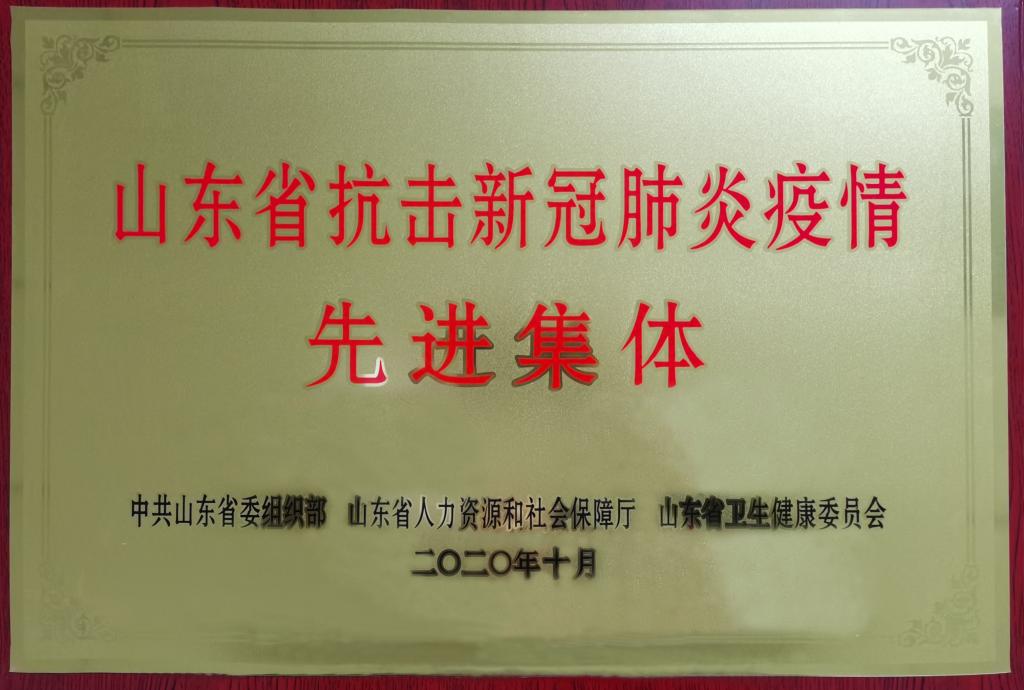 山东省抗击新冠肺炎疫情
先进集体
中共山东省委组织部 山东省人力资源和社会保障厅 山东省卫生健康委员会
二〇二〇年十月